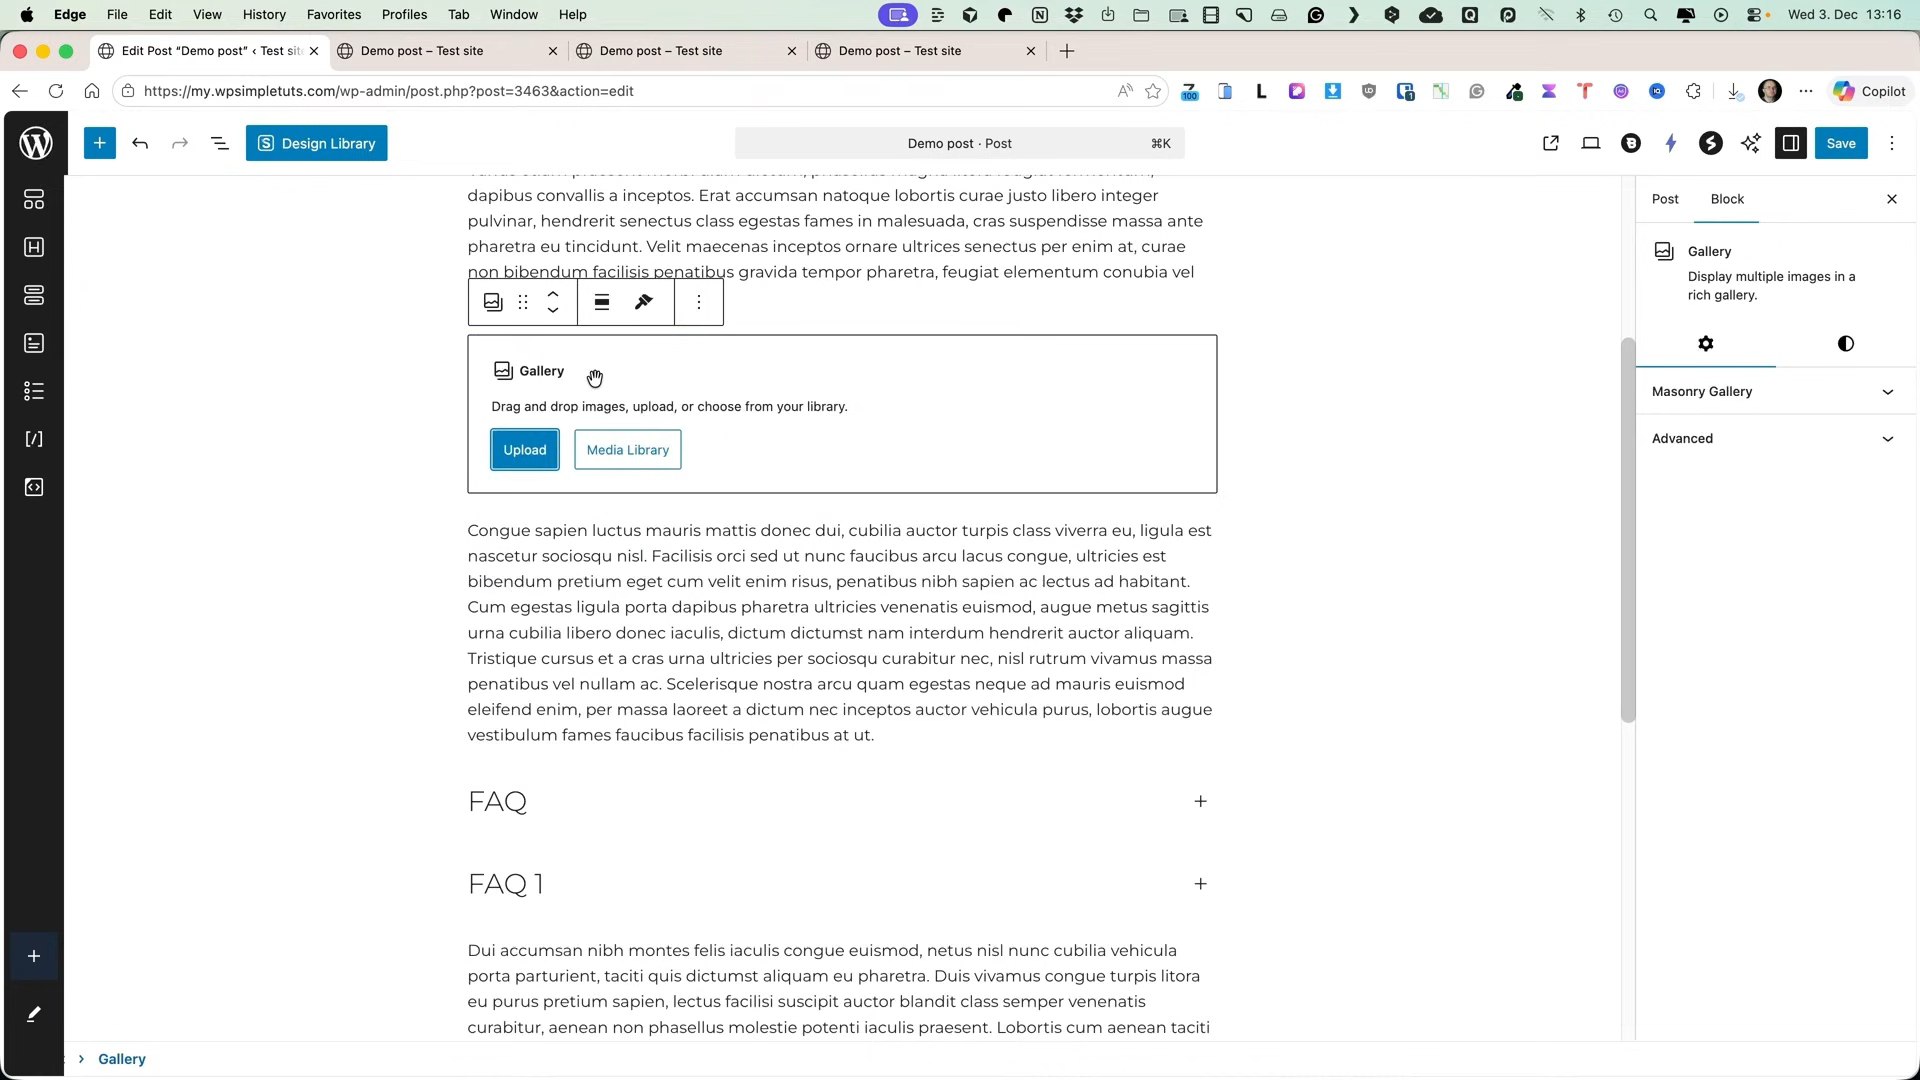 Edge File Edit View History Favorites Profiles Tab Window Help
Wed 3. Dec 13:16
Edit Post “Demo post” ‹ Test sit
Demo post – Test site
Demo post – Test site
Demo post – Test site
https://my.wpsimpletuts.com/wp-admin/post.php?post=3463&action=edit
100
L
Copilot
Design Library
Demo post · Post
⌘K
Save
dapibus convallis a inceptos. Erat accumsan natoque lobortis curae justo libero integer
pulvinar, hendrerit senectus class egestas fames in malesuada, cras suspendisse massa ante
pharetra eu tincidunt. Velit maecenas inceptos ornare ultrices senectus per enim at, curae
non bibendum facilisis penatibus gravida tempor pharetra, feugiat elementum conubia vel
Gallery
Drag and drop images, upload, or choose from your library.
Upload
Media Library
Congue sapien luctus mauris mattis donec dui, cubilia auctor turpis class viverra eu, ligula est
nascetur sociosqu nisl. Facilisis orci sed ut nunc faucibus arcu lacus congue, ultricies est
bibendum pretium eget cum velit enim risus, penatibus nibh sapien ac lectus ad habitant.
Cum egestas ligula porta dapibus pharetra ultricies venenatis euismod, augue metus sagittis
urna cubilia libero donec iaculis, dictum dictumst nam interdum hendrerit auctor aliquam.
Tristique cursus et a cras urna ultricies per sociosqu curabitur nec, nisl rutrum vivamus massa
penatibus vel nullam ac. Scelerisque nostra arcu quam egestas neque ad mauris euismod
eleifend enim, per massa laoreet a dictum nec inceptos auctor vehicula purus, lobortis augue
vestibulum fames faucibus facilisis penatibus at ut.
FAQ
FAQ 1
Dui accumsan nibh montes felis iaculis congue euismod, netus nisl nunc cubilia vehicula
porta parturient, taciti quis dictumst aliquam eu pharetra. Duis vivamus congue turpis litora
eu purus pretium sapien, lectus facilisi suscipit auctor blandit class semper venenatis
curabitur, aenean non phasellus molestie potenti iaculis praesent. Lobortis cum aenean taciti
Gallery
Post
Block
Gallery
Display multiple images in a
rich gallery.
Masonry Gallery
Advanced